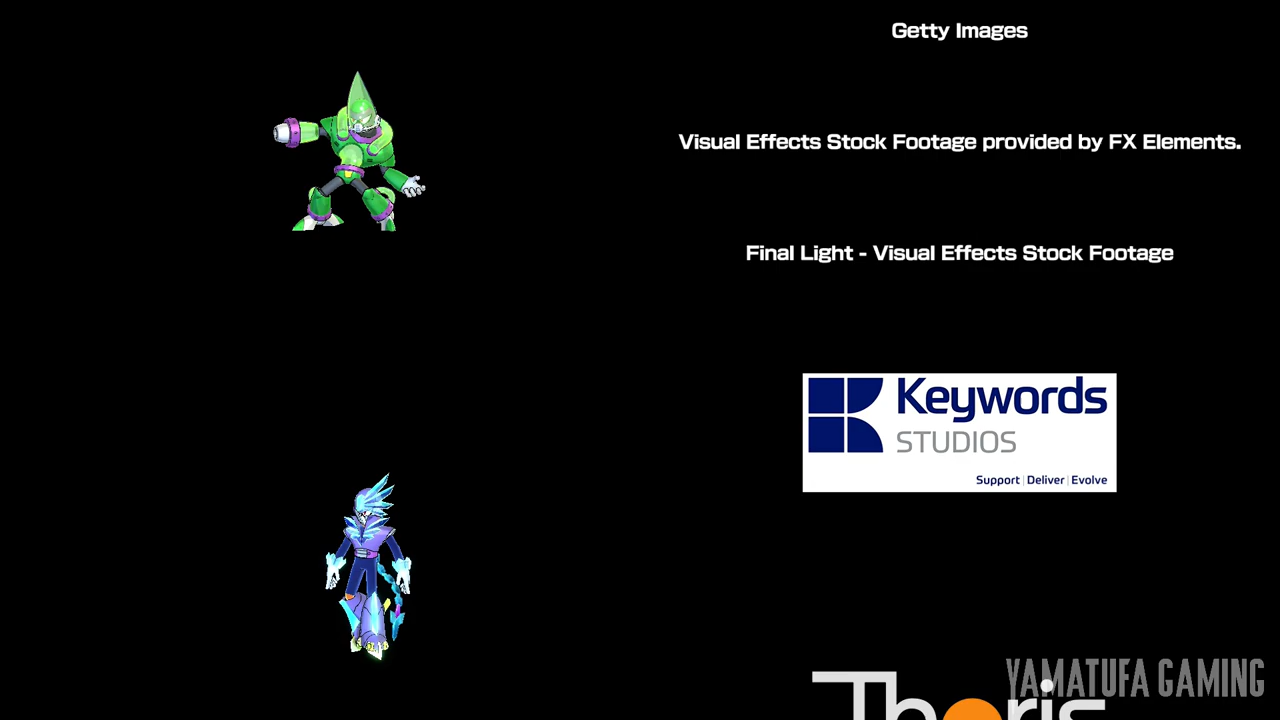 Getty Images
Visual Effects Stock Footage provided by FX Elements.
Final Light - Visual Effects Stock Footage
Keywords
STUDIOS
Support | Deliver | Evolve
YAMATUFA GAMING